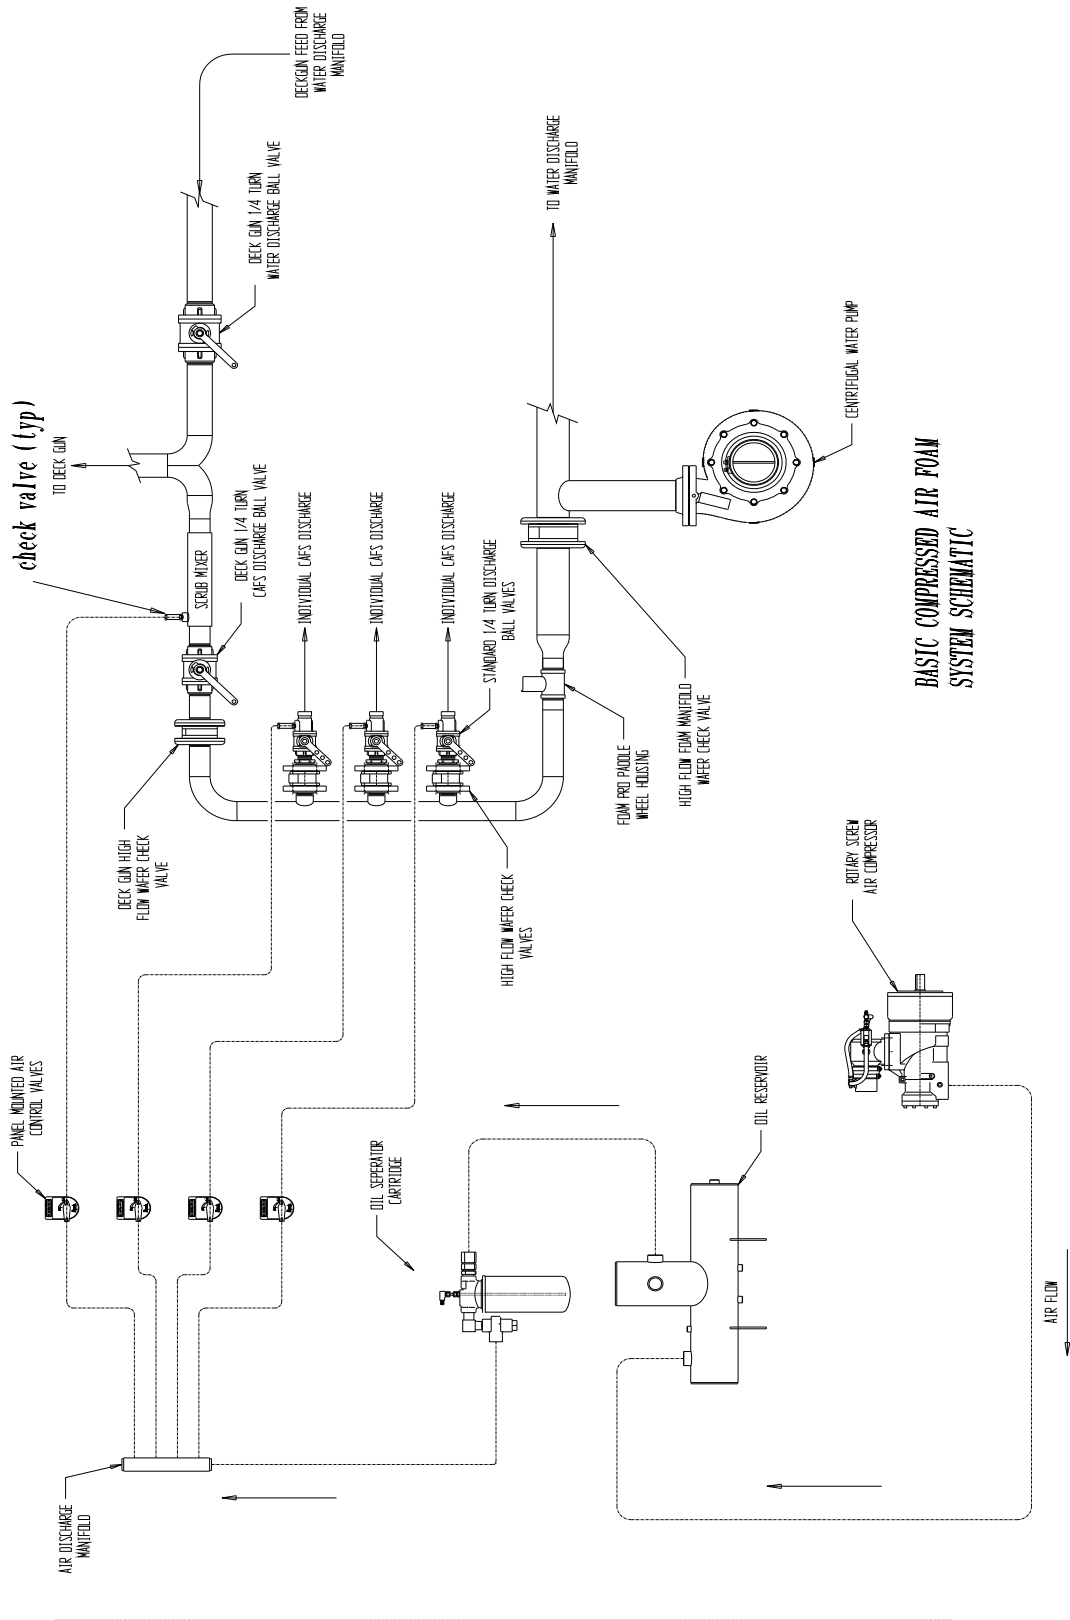 DECKGUN FEED FROM
WATER DISCHARGE
MANIFOLD
DECK GUN 1/4 TURN
WATER DISCHARGE BALL VALVE
check valve (typ)
TO DECK GUN
SCRUB MIXER
DECK GUN 1/4 TURN
CAFS DISCHARGE BALL VALVE
INDIVIDUAL CAFS DISCHARGE
INDIVIDUAL CAFS DISCHARGE
INDIVIDUAL CAFS DISCHARGE
STANDARD 1/4 TURN DISCHARGE
BALL VALVES
TO WATER DISCHARGE
MANIFOLD
CENTRIFUGAL WATER PUMP
BASIC COMPRESSED AIR FOAM
SYSTEM SCHEMATIC
DECK GUN HIGH
FLOW WAFER CHECK
VALVE
HIGH FLOW WAFER CHECK
VALVES
FOAM PRO PADDLE
WHEEL HOUSING
HIGH FLOW FOAM MANIFOLD
WAFER CHECK VALVE
ROTARY SCREW
AIR COMPRESSOR
PANEL MOUNTED AIR
CONTROL VALVES
OIL SEPERATOR
CARTRIDGE
OIL RESERVOIR
AIR DISCHARGE
MANIFOLD
AIR FLOW